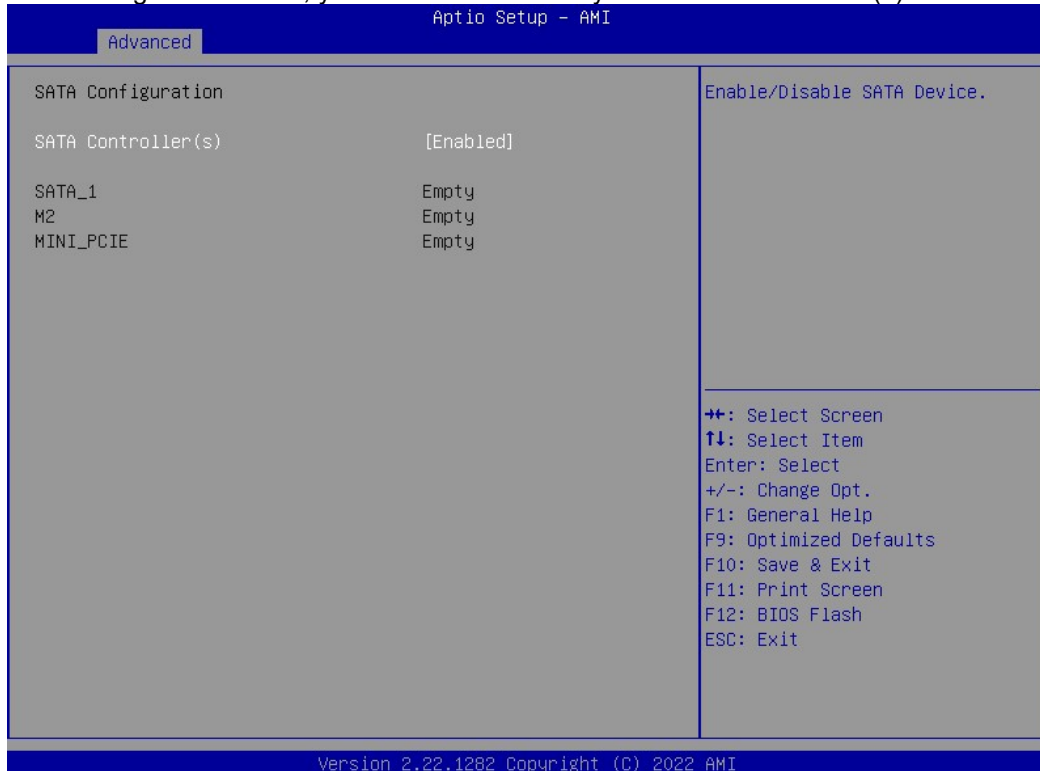 Aptio Setup – AMI
Advanced
SATA Configuration
SATA Controller(s) [Enabled]
SATA_1 Empty
M2 Empty
MINI_PCIE Empty
Enable/Disable SATA Device.
→←: Select Screen
↑↓: Select Item
Enter: Select
+/-: Change Opt.
F1: General Help
F9: Optimized Defaults
F10: Save & Exit
F11: Print Screen
F12: BIOS Flash
ESC: Exit
Version 2.22.1282 Copyright (C) 2022 AMI